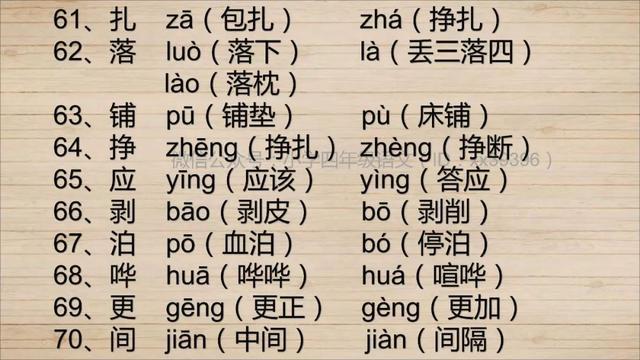 61、扎 zā（包扎） zhá（挣扎）
62、落 luò（落下） là（丢三落四）
lào（落枕）
63、铺 pū（铺垫） pù（床铺）
64、挣 zhēng（挣扎） zhèng（挣断）
65、应 yīng（应该） yìng（答应）
66、剥 bāo（剥皮） bō（剥削）
67、泊 pō（血泊） bó（停泊）
68、哗 huā（哗哗） huá（喧哗）
69、更 gēng（更正） gèng（更加）
70、间 jiān（中间） jiàn（间隔）